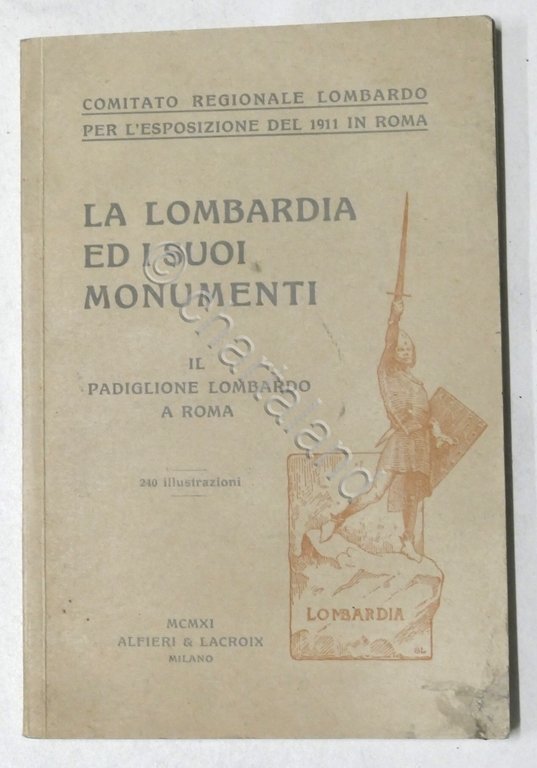 COMITATO REGIONALE LOMBARDO
PER L'ESPOSIZIONE DEL 1911 IN ROMA
LA LOMBARDIA
ED I SUOI
MONUMENTI
IL
PADIGLIONE LOMBARDO
A ROMA
240 illustrazioni
LOMBARDIA
MCMXI
ALFIERI & LACROIX
MILANO
© chartaland